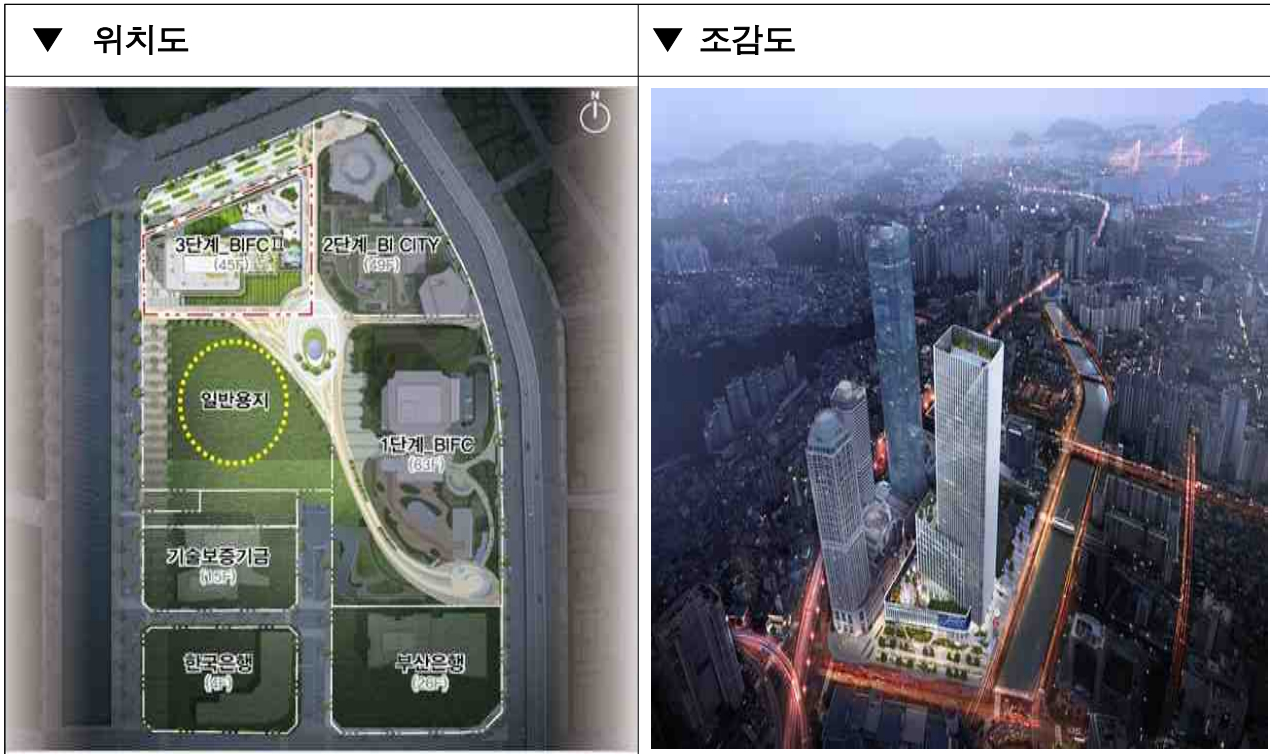 ▼ 위치도
▼ 조감도
N
3단계_BIFCⅡ
(45F)
2단계_BI CITY
(49F)
일반용지
1단계_BIFC
(63F)
기술보증기금
(15F)
한국은행
(4F)
부산은행
(26F)